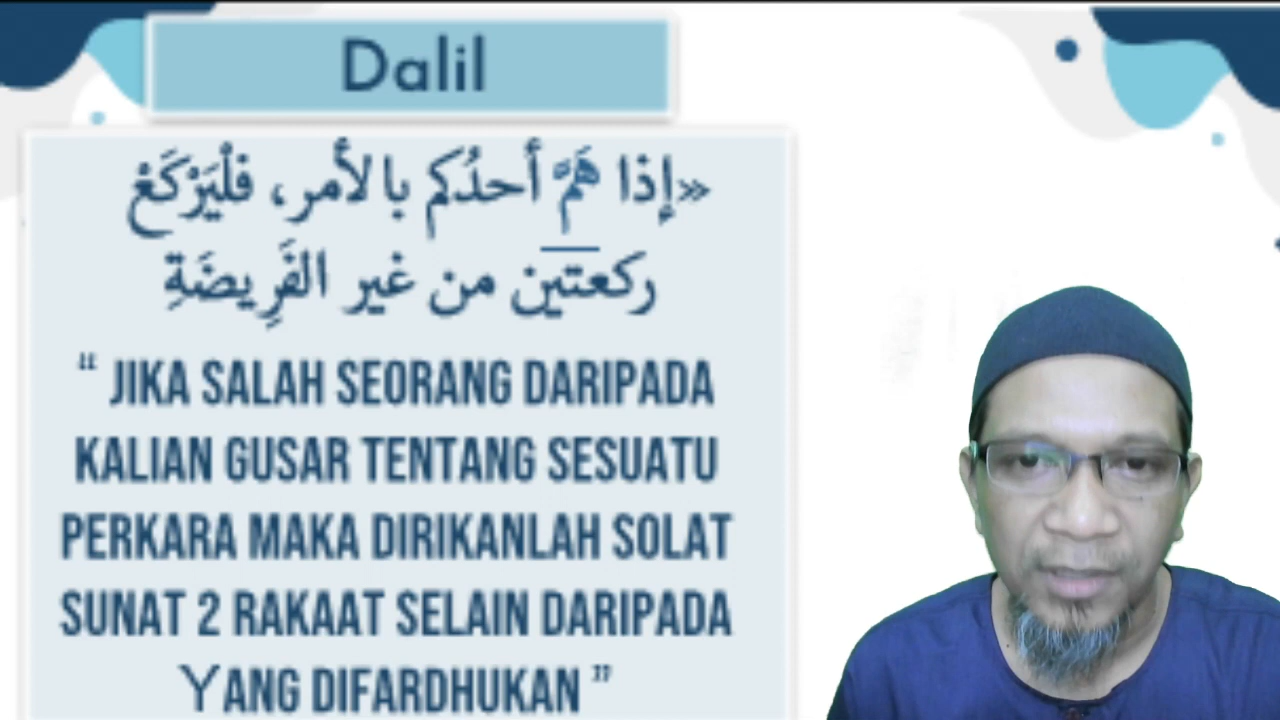 Dalil
«إذا هَمَّ أحدُكم بالأمر، فلْيَرْكَعْ
ركعتين من غير الفَرِيضَةِ
“ JIKA SALAH SEORANG DARIPADA
KALIAN GUSAR TENTANG SESUATU
PERKARA MAKA DIRIKANLAH SOLAT
SUNAT 2 RAKAAT SELAIN DARIPADA
YANG DIFARDHUKAN ”